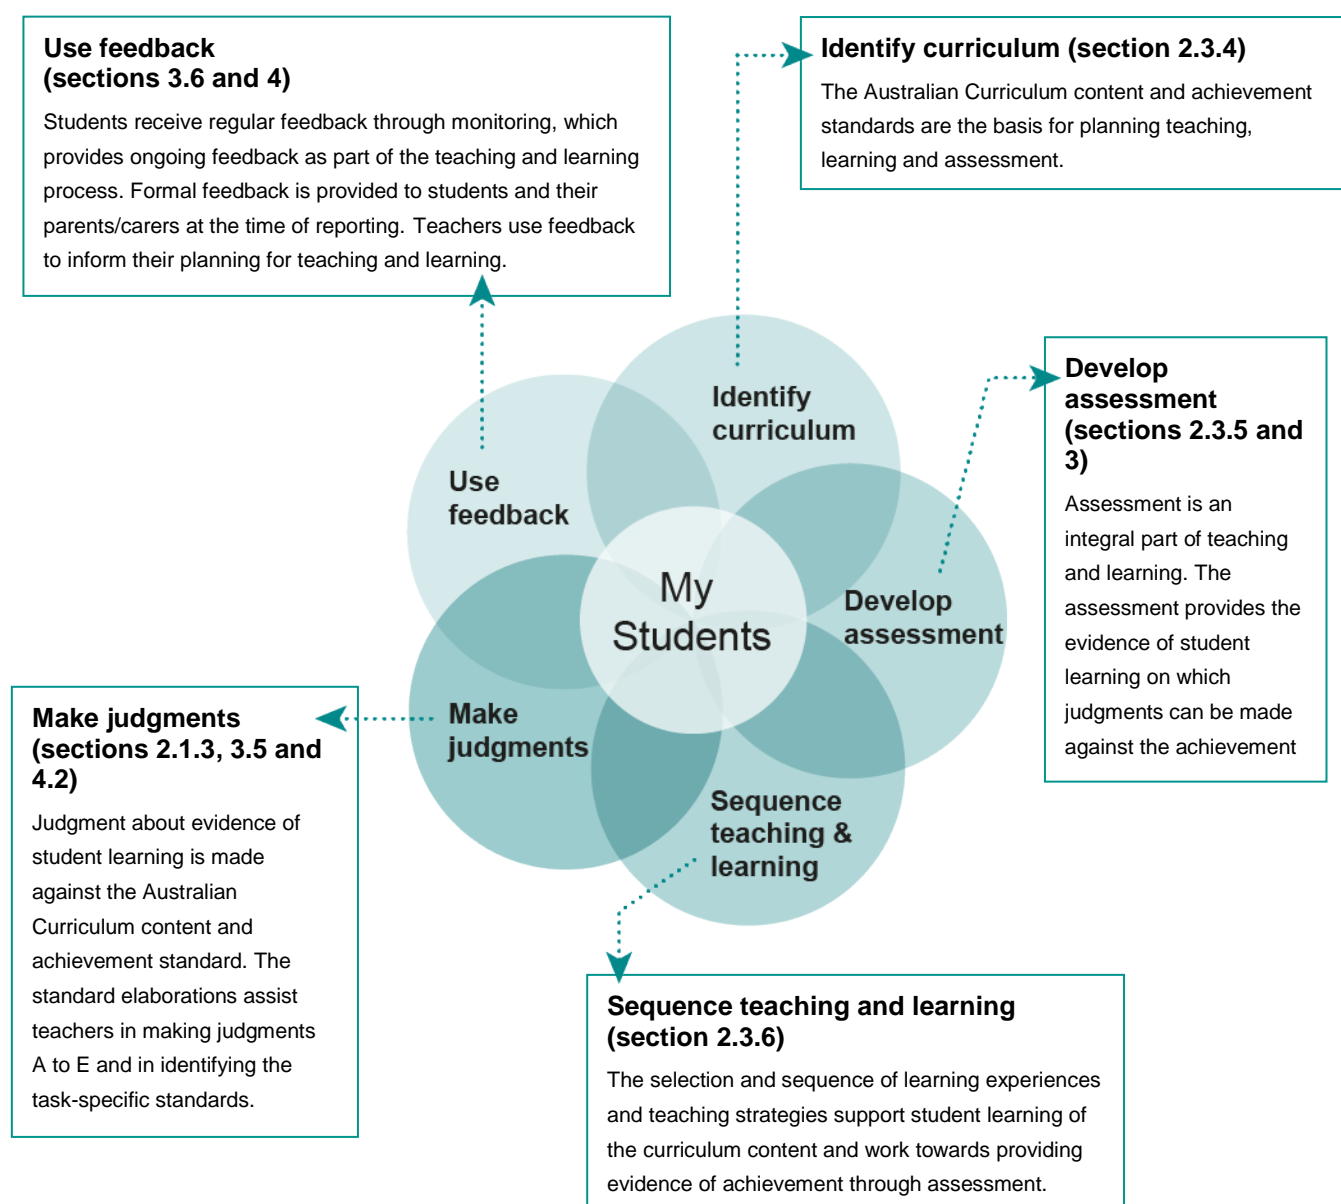 Use feedback
(sections 3.6 and 4)
Students receive regular feedback through monitoring, which
provides ongoing feedback as part of the teaching and learning
process. Formal feedback is provided to students and their
parents/carers at the time of reporting. Teachers use feedback
to inform their planning for teaching and learning.
Identify curriculum (section 2.3.4)
The Australian Curriculum content and achievement
standards are the basis for planning teaching,
learning and assessment.
Develop
assessment
(sections 2.3.5 and
3)
Assessment is an
integral part of teaching
and learning. The
assessment provides the
evidence of student
learning on which
judgments can be made
against the achievement
Identify
curriculum
Use
feedback
My
Students
Develop
assessment
Make
judgments
Sequence
teaching &
learning
Make judgments
(sections 2.1.3, 3.5 and
4.2)
Judgment about evidence of
student learning is made
against the Australian
Curriculum content and
achievement standard. The
standard elaborations assist
teachers in making judgments
A to E and in identifying the
task-specific standards.
Sequence teaching and learning
(section 2.3.6)
The selection and sequence of learning experiences
and teaching strategies support student learning of
the curriculum content and work towards providing
evidence of achievement through assessment.